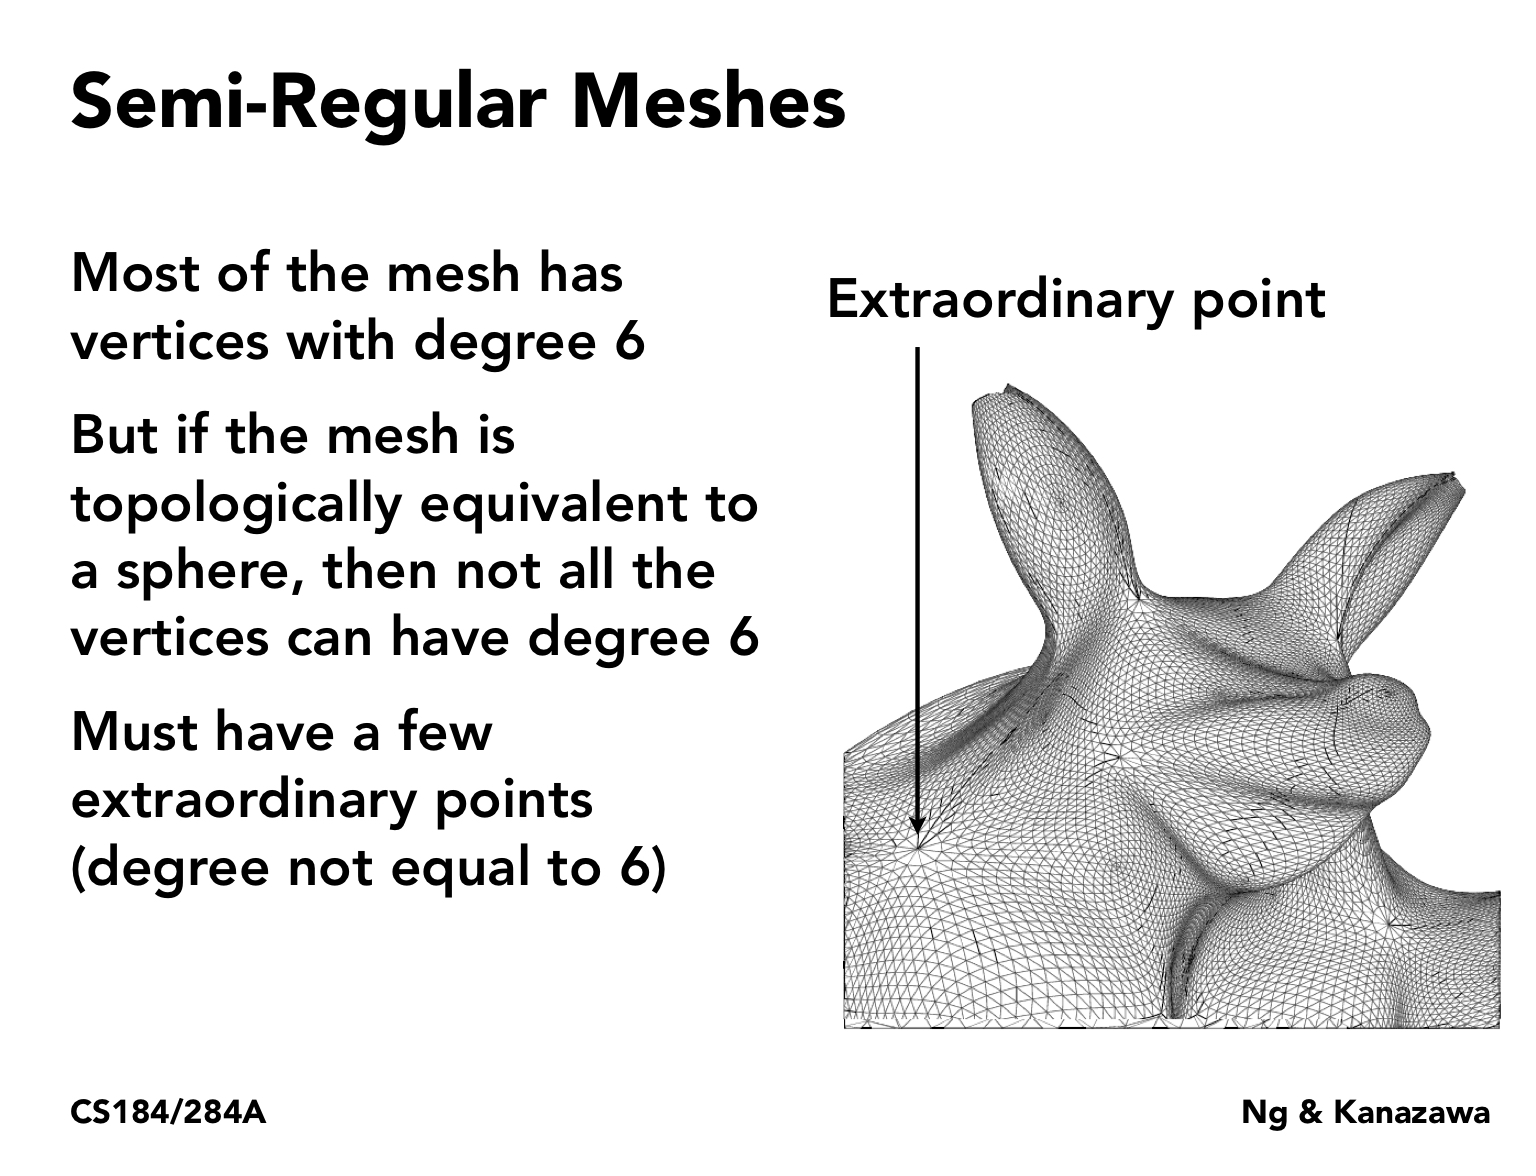 Semi-Regular Meshes
Most of the mesh has
vertices with degree 6
But if the mesh is
topologically equivalent to
a sphere, then not all the
vertices can have degree 6
Must have a few
extraordinary points
(degree not equal to 6)
Extraordinary point
CS184/284A
Ng & Kanazawa